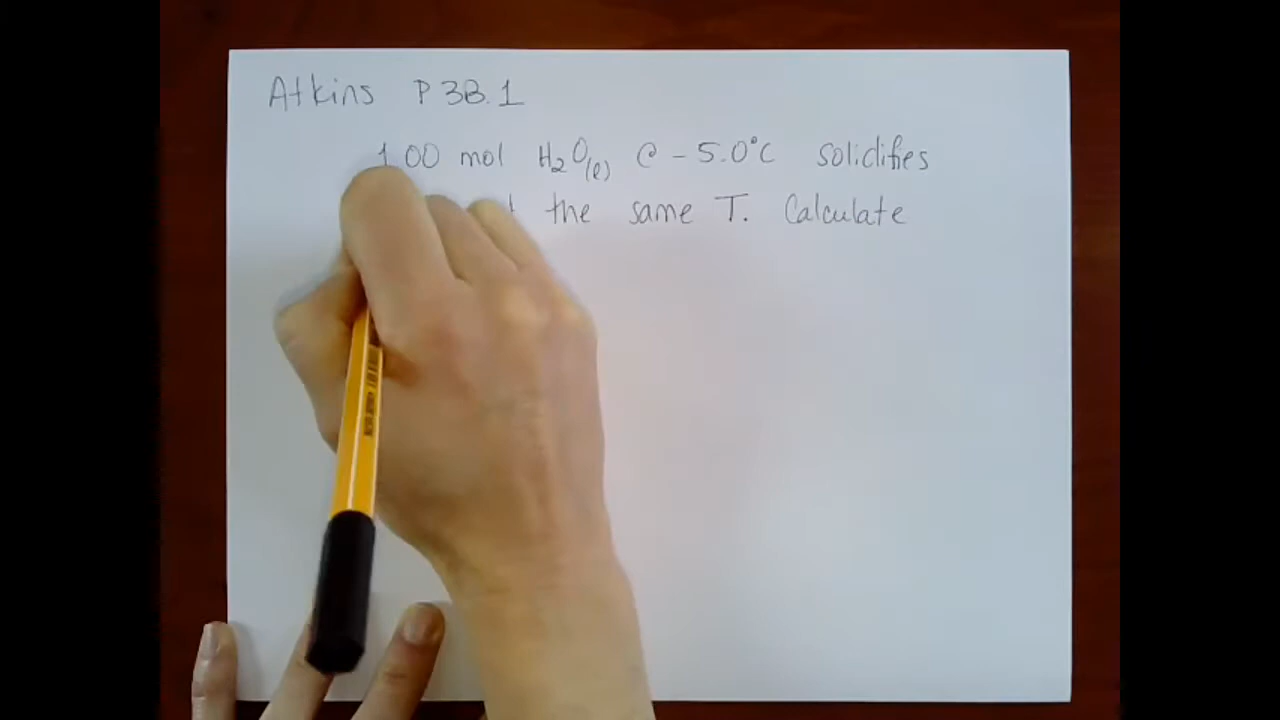 Atkins P3B.1
1.00 mol H₂O(l) @ -5.0°C solidifies
the same T. Calculate